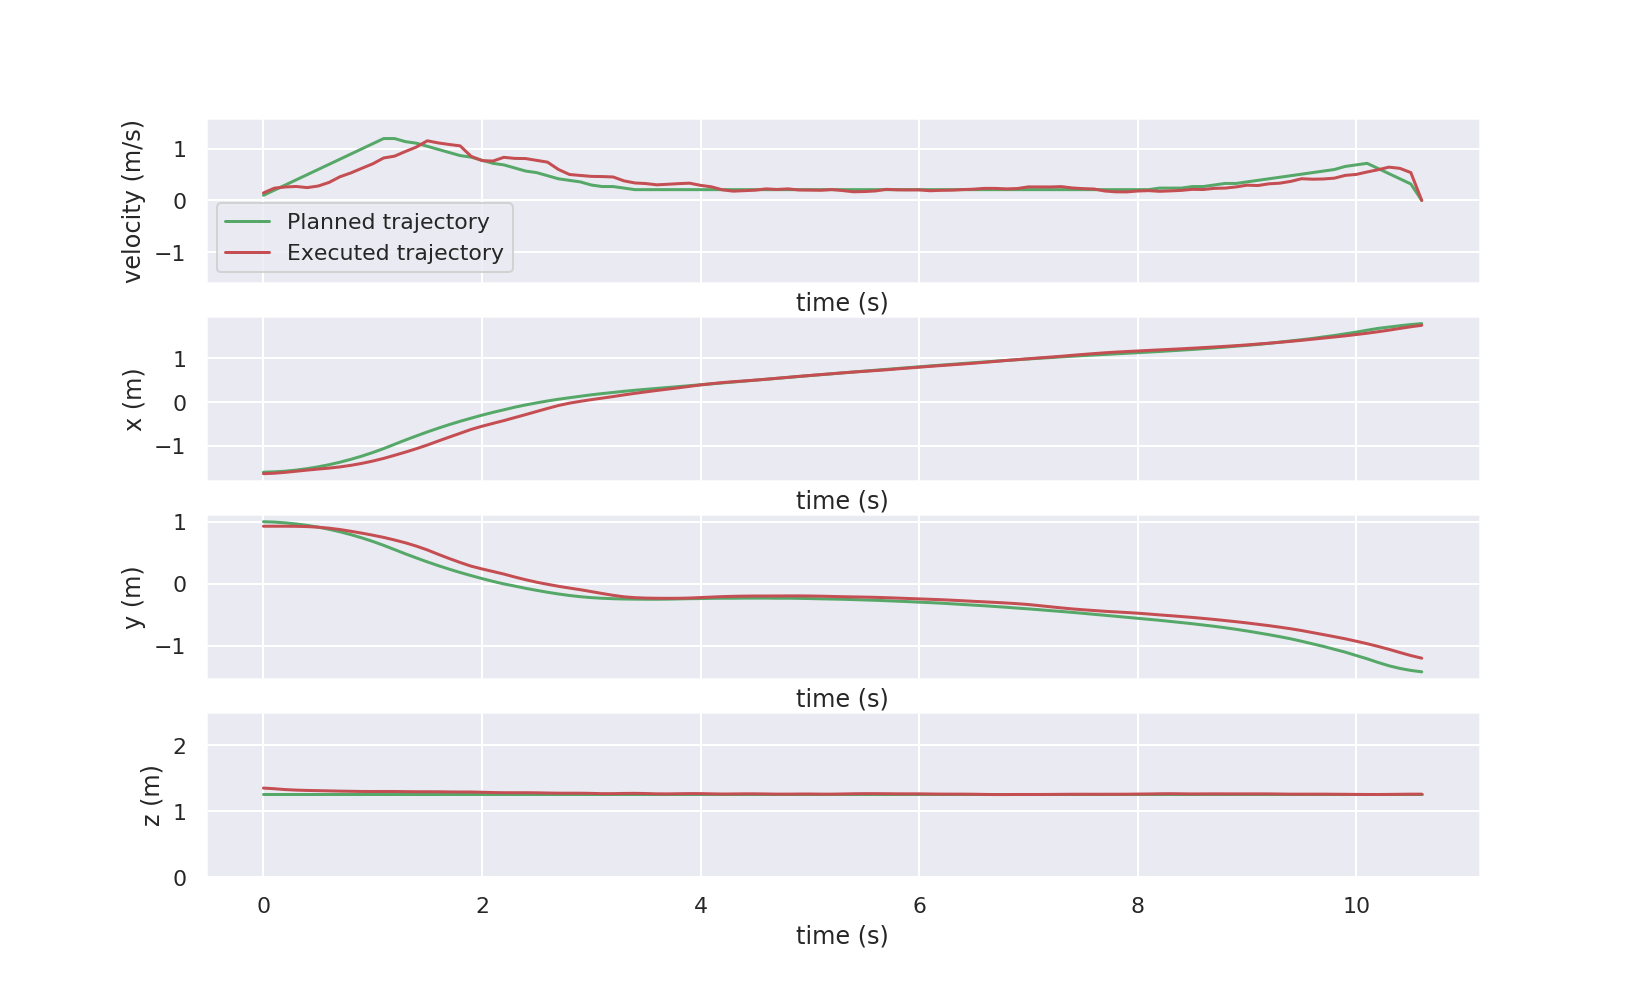 velocity (m/s)
1
0
−1
Planned trajectory
Executed trajectory
time (s)
x (m)
1
0
−1
time (s)
y (m)
1
0
−1
time (s)
z (m)
2
1
0
0 2 4 6 8 10
time (s)